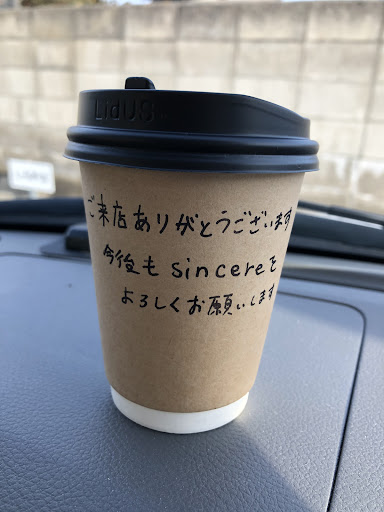 LidUS
ご来店ありがとうございます
今後もsincereを
よろしくお願いします